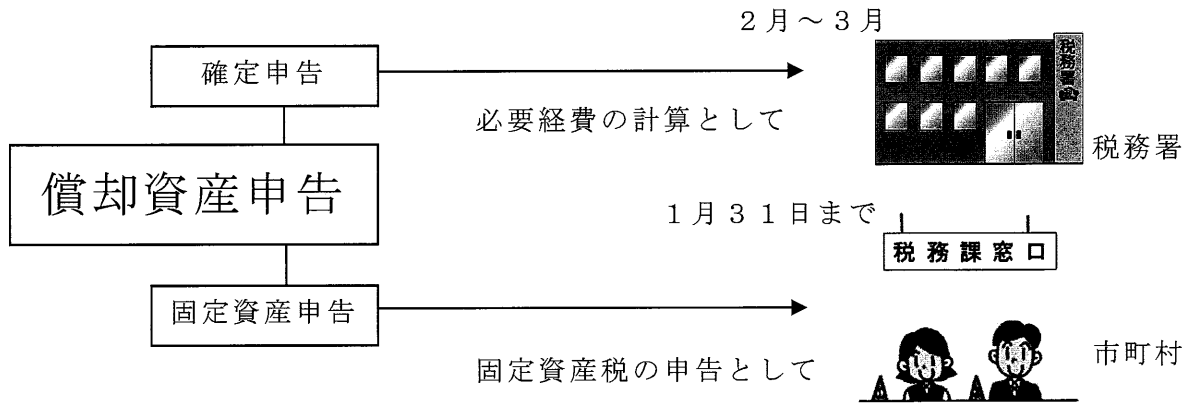 ２月～３月
確定申告
税務署
必要経費の計算として
税務署
償却資産申告
１月３１日まで
税務課窓口
固定資産申告
固定資産税の申告として
市町村